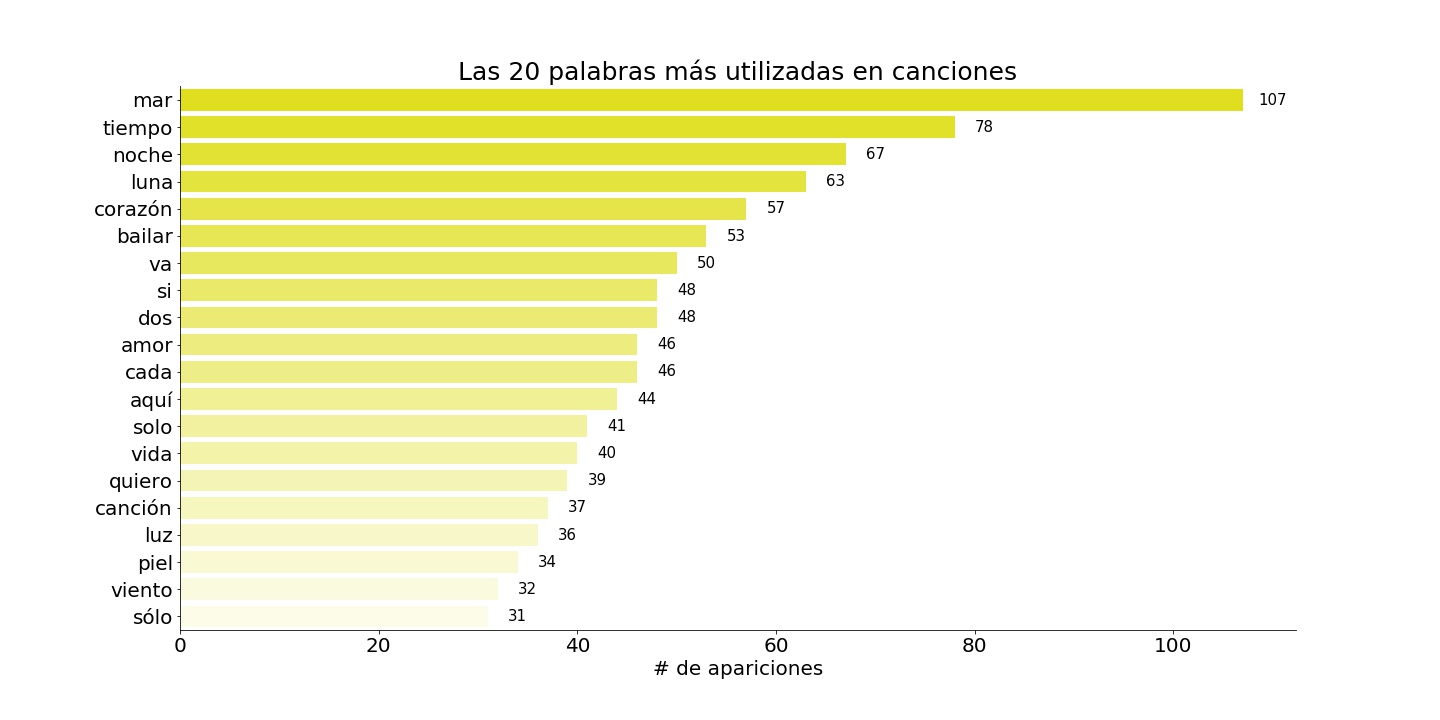 Las 20 palabras más utilizadas en canciones
mar 107
tiempo 78
noche 67
luna 63
corazón 57
bailar 53
va 50
si 48
dos 48
amor 46
cada 46
aquí 44
solo 41
vida 40
quiero 39
canción 37
luz 36
piel 34
viento 32
sólo 31
0 20 40 60 80 100
# de apariciones